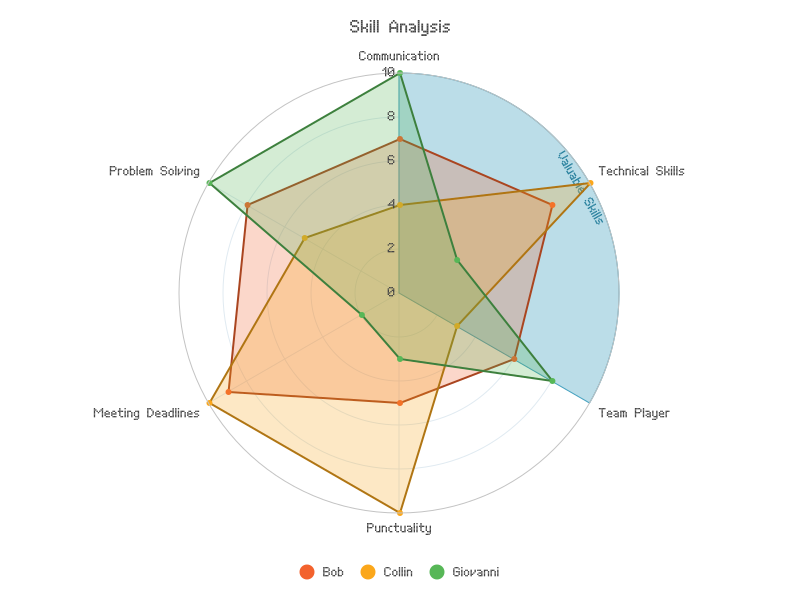 Skill Analysis
Communication
10
8
6
4
2
0
Problem Solving
Technical Skills
Valuable Skills
Meeting Deadlines
Team Player
Punctuality
Bob
Collin
Giovanni